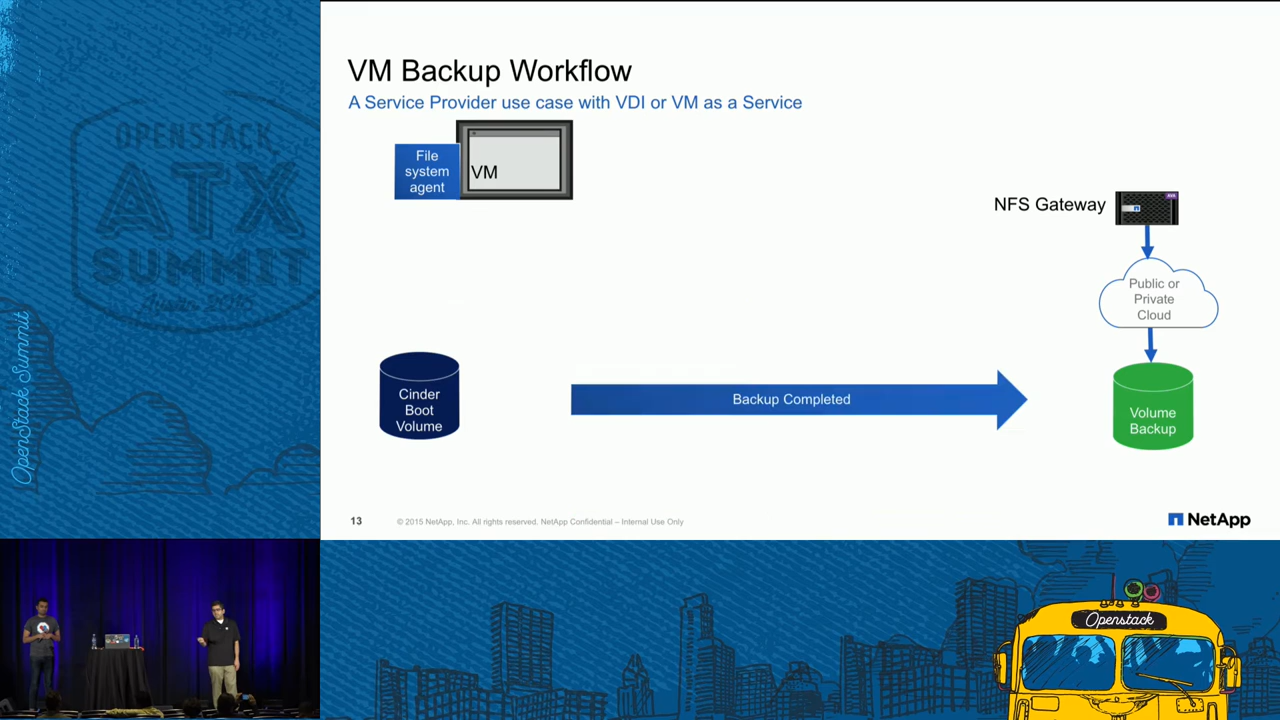 VM Backup Workflow
A Service Provider use case with VDI or VM as a Service
File
system
agent
VM
NFS Gateway
Public or
Private
Cloud
Cinder
Boot
Volume
Backup Completed
Volume
Backup
13
© 2015 NetApp, Inc. All rights reserved. NetApp Confidential – Internal Use Only
NetApp
OPENSTACK
ATX
SUMMIT
Austin 2016
OpenStack Summit
Openstack